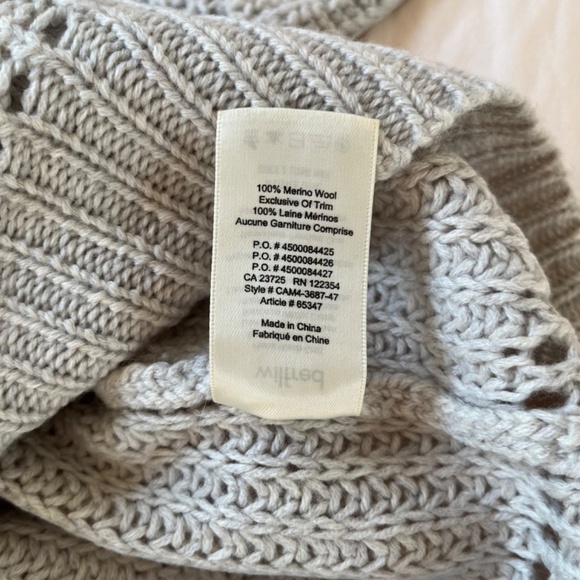 100% Merino Wool
Exclusive Of Trim
100% Laine Mérinos
Aucune Garniture Comprise
P.O. # 4500084425
P.O. # 4500084426
P.O. # 4500084427
CA 23725 RN 122354
Style # CAM4-3687-47
Article # 65347
Made in China
Fabriqué en Chine
wilfred